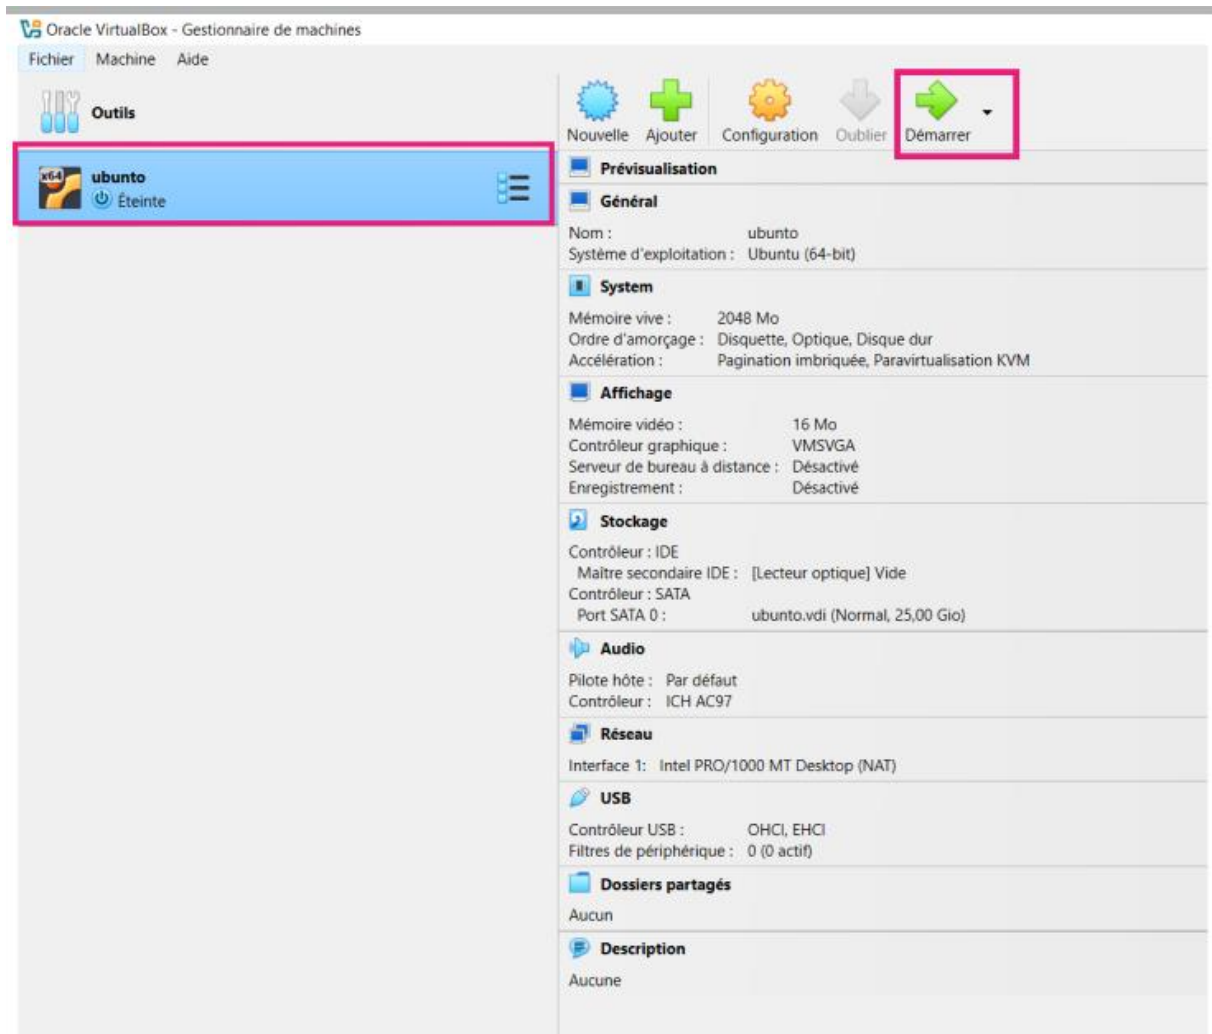 Oracle VirtualBox - Gestionnaire de machines
Fichier Machine Aide
Outils
Nouvelle Ajouter Configuration Oublier Démarrer
x64
ubunto
Éteinte
Prévisualisation
Général
Nom : ubunto
Système d'exploitation : Ubuntu (64-bit)
System
Mémoire vive : 2048 Mo
Ordre d'amorçage : Disquette, Optique, Disque dur
Accélération : Pagination imbriquée, Paravirtualisation KVM
Affichage
Mémoire vidéo : 16 Mo
Contrôleur graphique : VMSVGA
Serveur de bureau à distance : Désactivé
Enregistrement : Désactivé
Stockage
Contrôleur : IDE
Maître secondaire IDE : [Lecteur optique] Vide
Contrôleur : SATA
Port SATA 0 : ubunto.vdi (Normal, 25,00 Gio)
Audio
Pilote hôte : Par défaut
Contrôleur : ICH AC97
Réseau
Interface 1: Intel PRO/1000 MT Desktop (NAT)
USB
Contrôleur USB : OHCI, EHCI
Filtres de périphérique : 0 (0 actif)
Dossiers partagés
Aucun
Description
Aucune